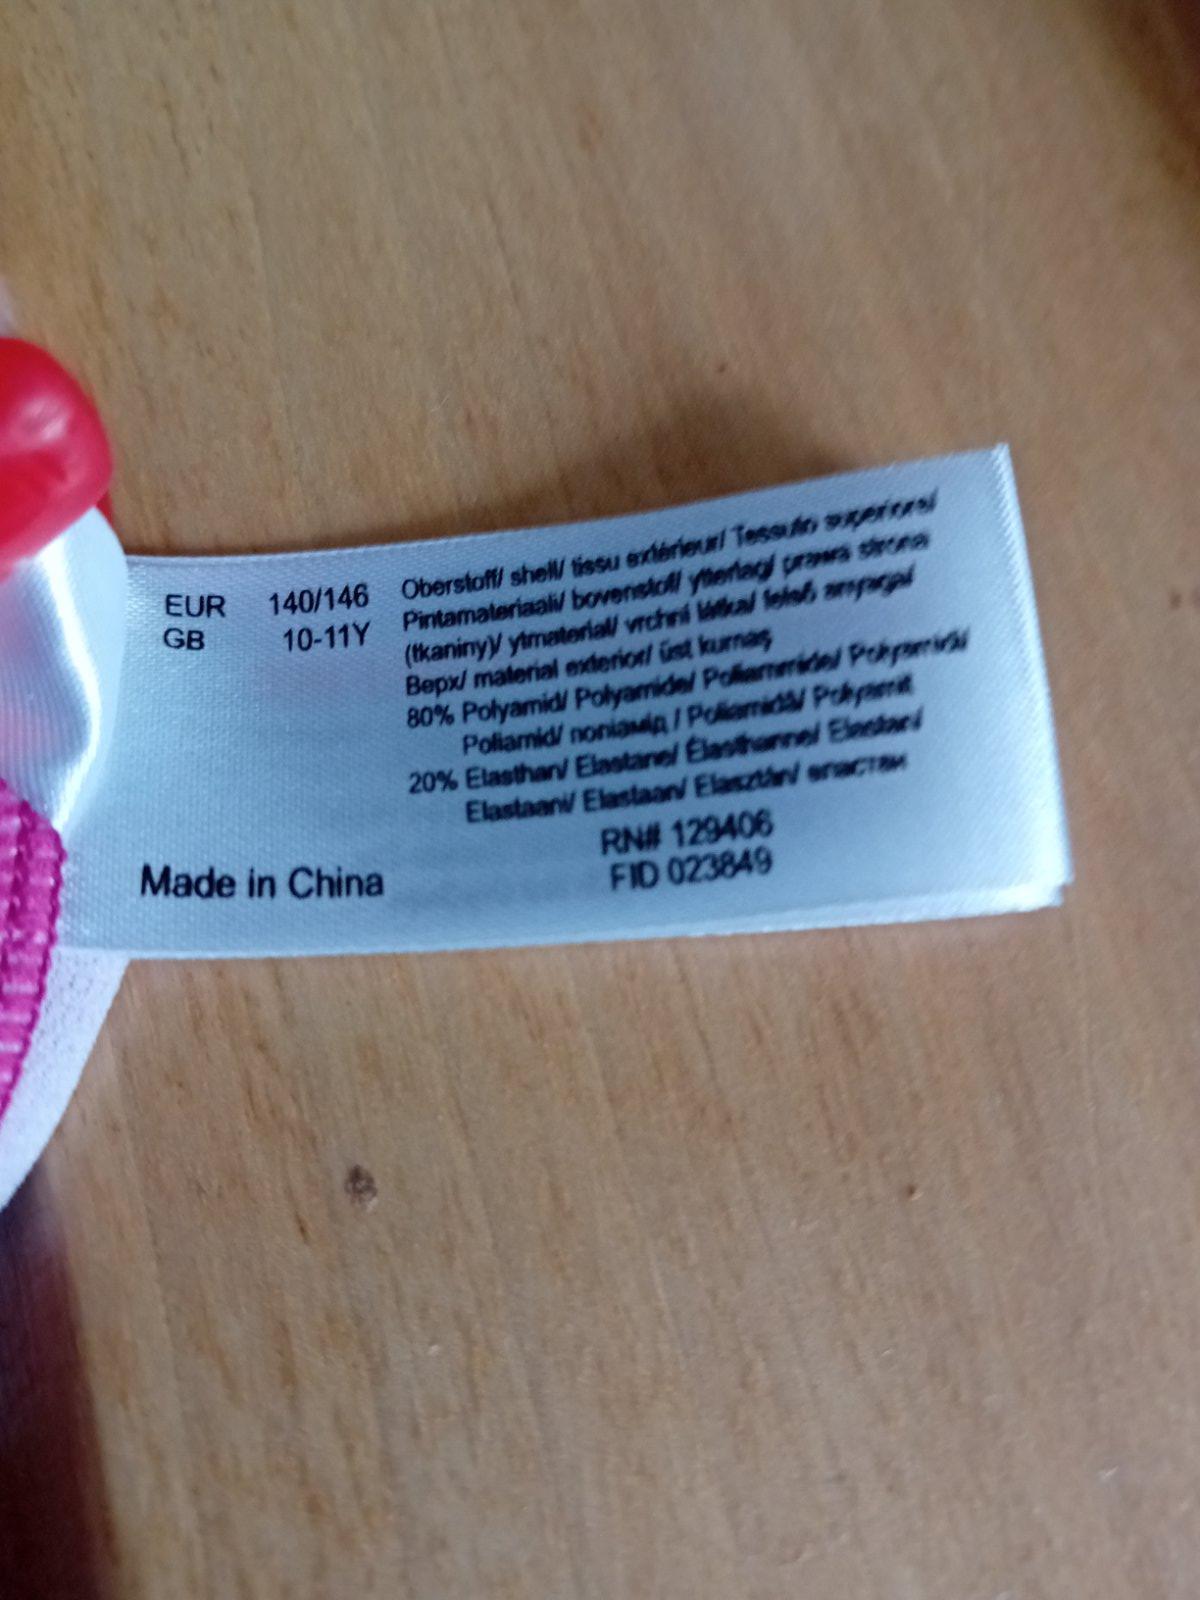 EUR 140/146
GB 10-11Y
Made in China
Oberstoff/ shell/ tissu extérieur/ Tessuto superiore/
Pintamateriaali/ bovenstof/ ytterlag/ prawa strona
(tkaniny)/ ytmaterial/ vrchní látka/ felső anyaga/
Верх/ material exterior/ üst kumaş
80% Polyamid/ Polyamide/ Poliammide/ Polyamidi/
Poliamid/ поліамід / Poliamidă/ Polyamit
20% Elasthan/ Elastane/ Élasthanne/ Elastan/
Elastaani/ Elastaan/ Elasztán/ эластан
RN# 129406
FID 023849